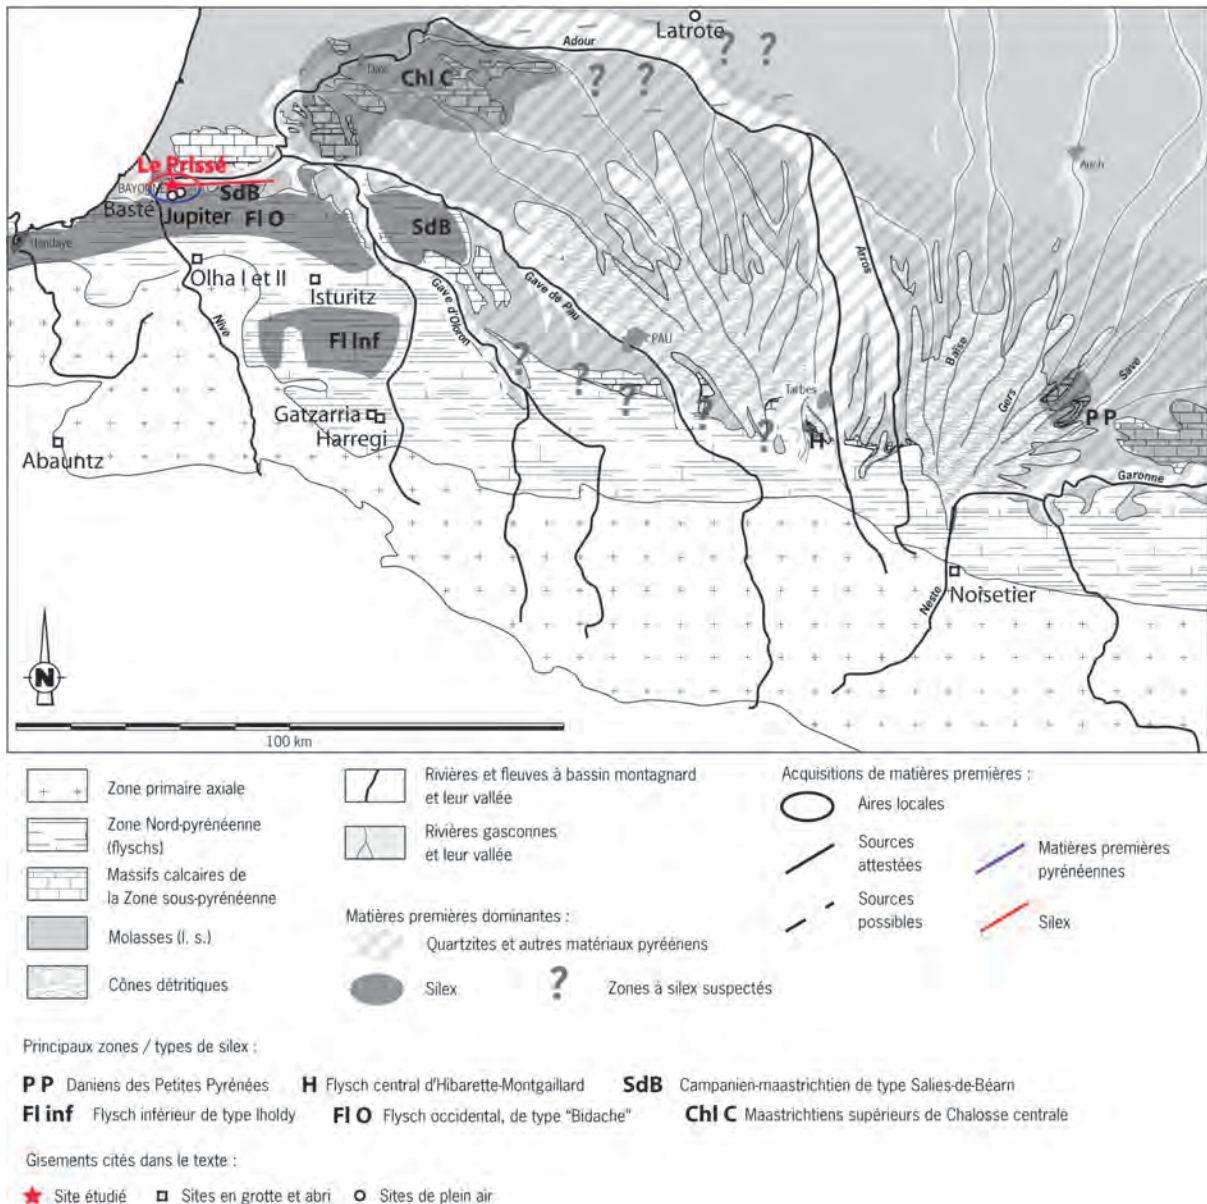 Latrote
?
?
Adour
?
?
Dax
Chl C
Auch
Le Prissé
BAYONNE
SdB
Basté
Jupiter
Fl O
SdB
Hendaye
Arros
Olha I et II
Isturitz
Gave de Pau
Gave d'Oloron
Nive
Fl Inf
PAU
Baïse
Gers
Save
?
?
?
?
?
Tarbes
H
P P
Gatzarria
Harregi
Abauntz
Garonne
Neste
Noisetier
N
100 km
Zone primaire axiale
Zone Nord-pyrénéenne
(flyschs)
Massifs calcaires de
la Zone sous-pyrénéenne
Molasses (l. s.)
Cônes détritiques
Rivières et fleuves à bassin montagnard
et leur vallée
Rivières gasconnes
et leur vallée
Matières premières dominantes :
Quartzites et autres matériaux pyréénens
Silex
?
Zones à silex suspectés
Acquisitions de matières premières :
Aires locales
Sources
attestées
Matières premières
pyrénéennes
Sources
possibles
Silex
Principaux zones / types de silex :
P P Daniens des Petites Pyrénées
H Flysch central d'Hibarette-Montgaillard
SdB Campanien-maastrichtien de type Salies-de-Béarn
Fl inf Flysch inférieur de type Iholdy
Fl O Flysch occidental, de type "Bidache"
Chl C Maastrichtiens supérieurs de Chalosse centrale
Gisements cités dans le texte :
Site étudié
Sites en grotte et abri
Sites de plein air